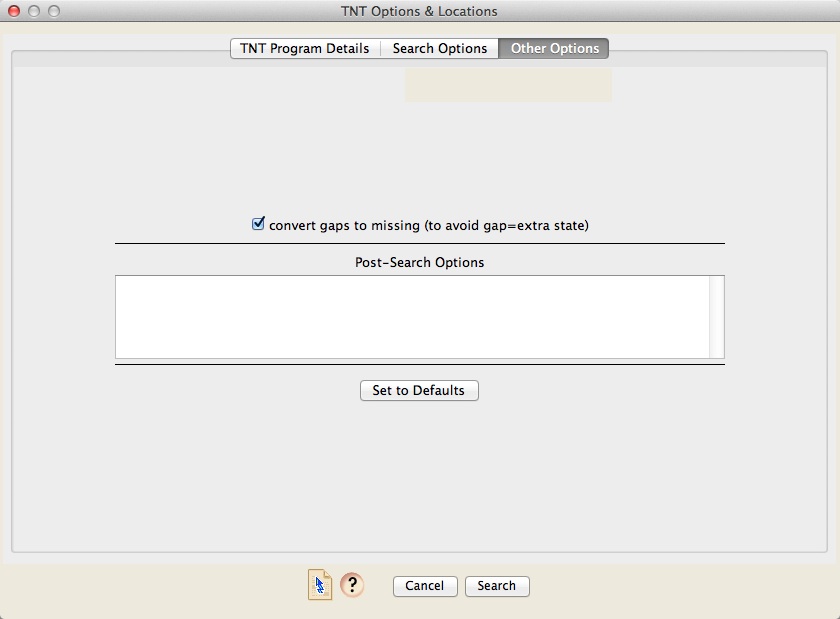 TNT Options & Locations
TNT Program Details Search Options Other Options
convert gaps to missing (to avoid gap=extra state)
Post-Search Options
Set to Defaults
? Cancel Search